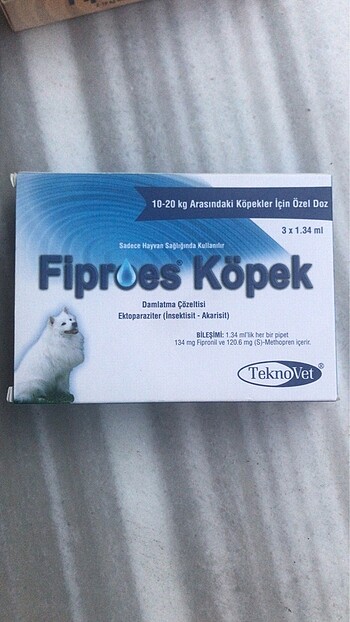 10-20 kg Arasındaki Köpekler İçin Özel Doz
3 x 1.34 ml
Sadece Hayvan Sağlığında Kullanılır
Fiproes® Köpek
Damlatma Çözeltisi
Ektoparaziter (İnsektisit - Akarisit)
BİLEŞİMİ: 1.34 ml'lik her bir pipet
134 mg Fipronil ve 120.6 mg (S)-Methopren içerir.
TeknoVet®